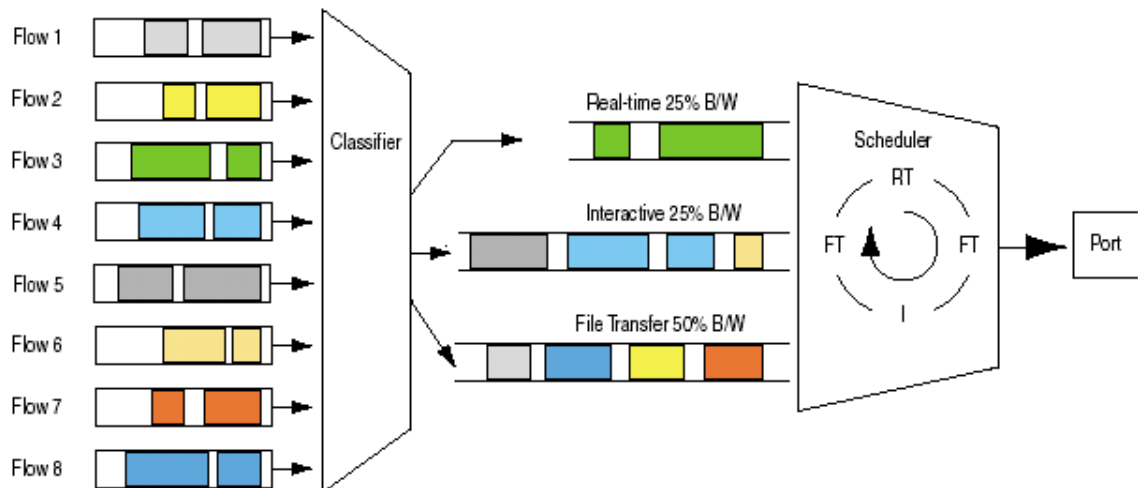 Flow 1
Flow 2
Flow 3
Flow 4
Flow 5
Flow 6
Flow 7
Flow 8
Classifier
Real-time 25% B/W
Interactive 25% B/W
File Transfer 50% B/W
Scheduler
RT
FT FT
I
Port